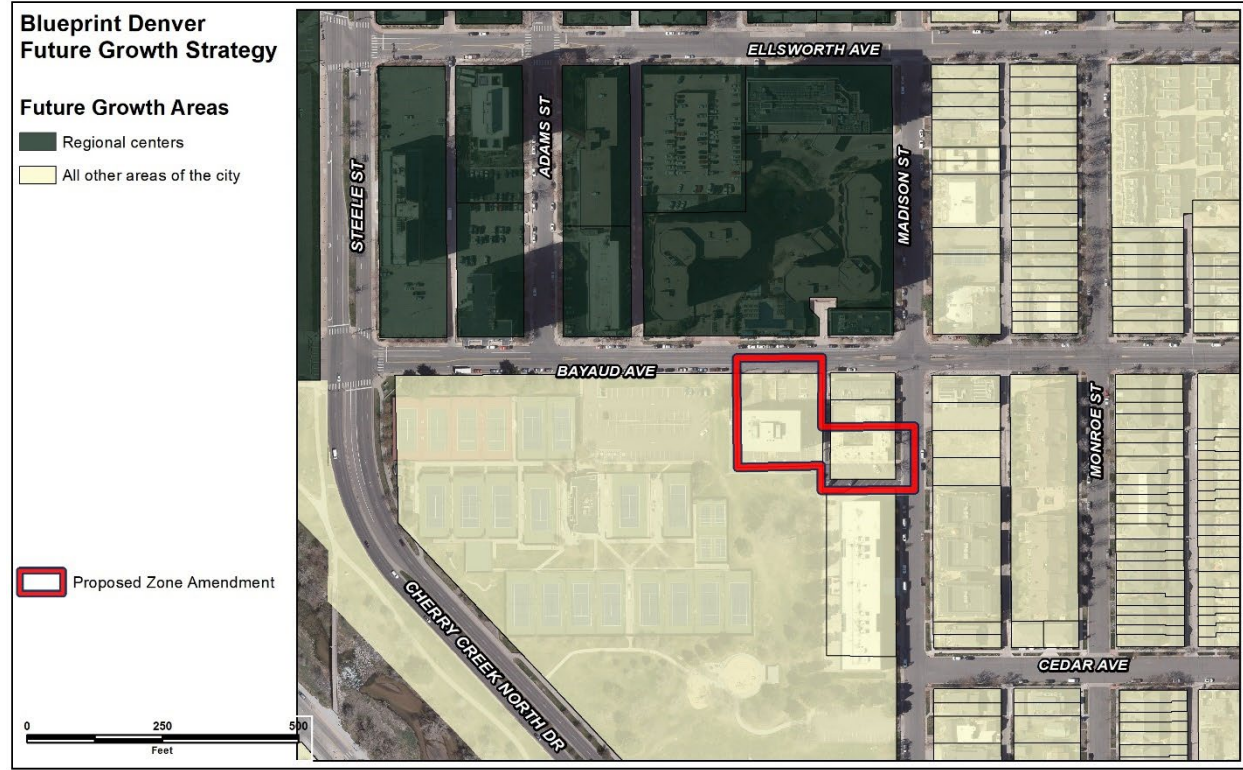 Blueprint Denver
Future Growth Strategy
Future Growth Areas
Regional centers
All other areas of the city
Proposed Zone Amendment
0 250 500
Feet
ELLSWORTH AVE
STEELE ST
ADAMS ST
MADISON ST
BAYAUD AVE
MONROE ST
CHERRY CREEK NORTH DR
CEDAR AVE